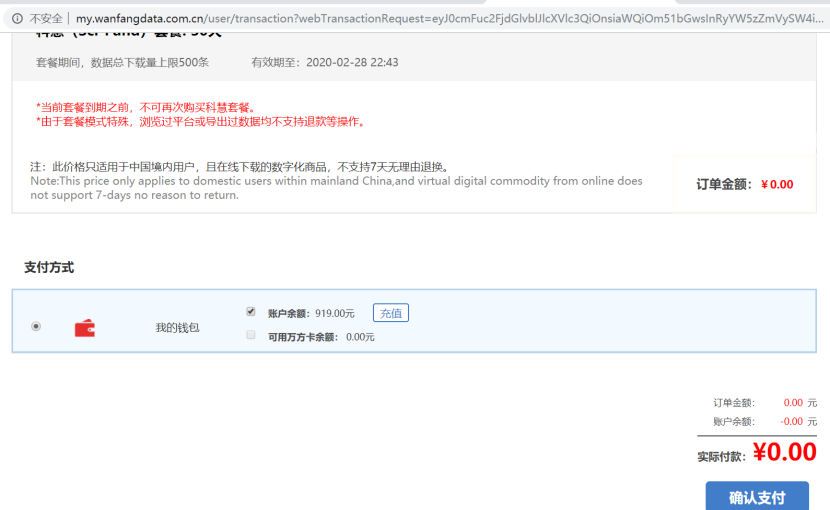 不安全 | my.wanfangdata.com.cn/user/transaction?webTransactionRequest=eyJ0cmFuc2FjdGlvblJlcXVlc3QiOnsiaWQiOm51bGwsInRyYW5zZmVySW4i...
科慧（Sci-Fund）套餐: 30天
套餐期间，数据总下载量上限500条 有效期至：2020-02-28 22:43
*当前套餐到期之前，不可再次购买科慧套餐。
*由于套餐模式特殊，浏览过平台或导出过数据均不支持退款等操作。
注：此价格只适用于中国境内用户，且在线下载的数字化商品，不支持7天无理由退换。
Note:This price only applies to domestic users within mainland China,and virtual digital commodity from online does
not support 7-days no reason to return.
订单金额：￥0.00
支付方式
我的钱包
账户余额：919.00元 充值
可用万方卡余额： 0.00元
订单金额： 0.00 元
账户余额： -0.00 元
实际付款：¥0.00
确认支付